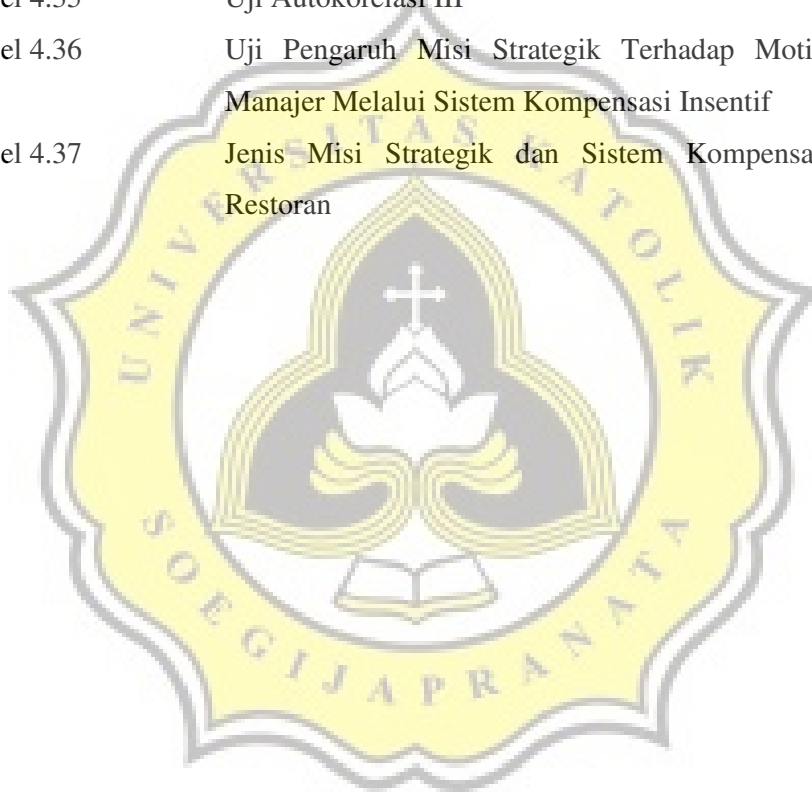 el 4.35 Uji Autokorelasi III
el 4.36 Uji Pengaruh Misi Strategik Terhadap Moti
Manajer Melalui Sistem Kompensasi Insentif
el 4.37 Jenis Misi Strategik dan Sistem Kompensa
Restoran
UNIVERSITAS KATOLIK
SOEGIJAPRANATA